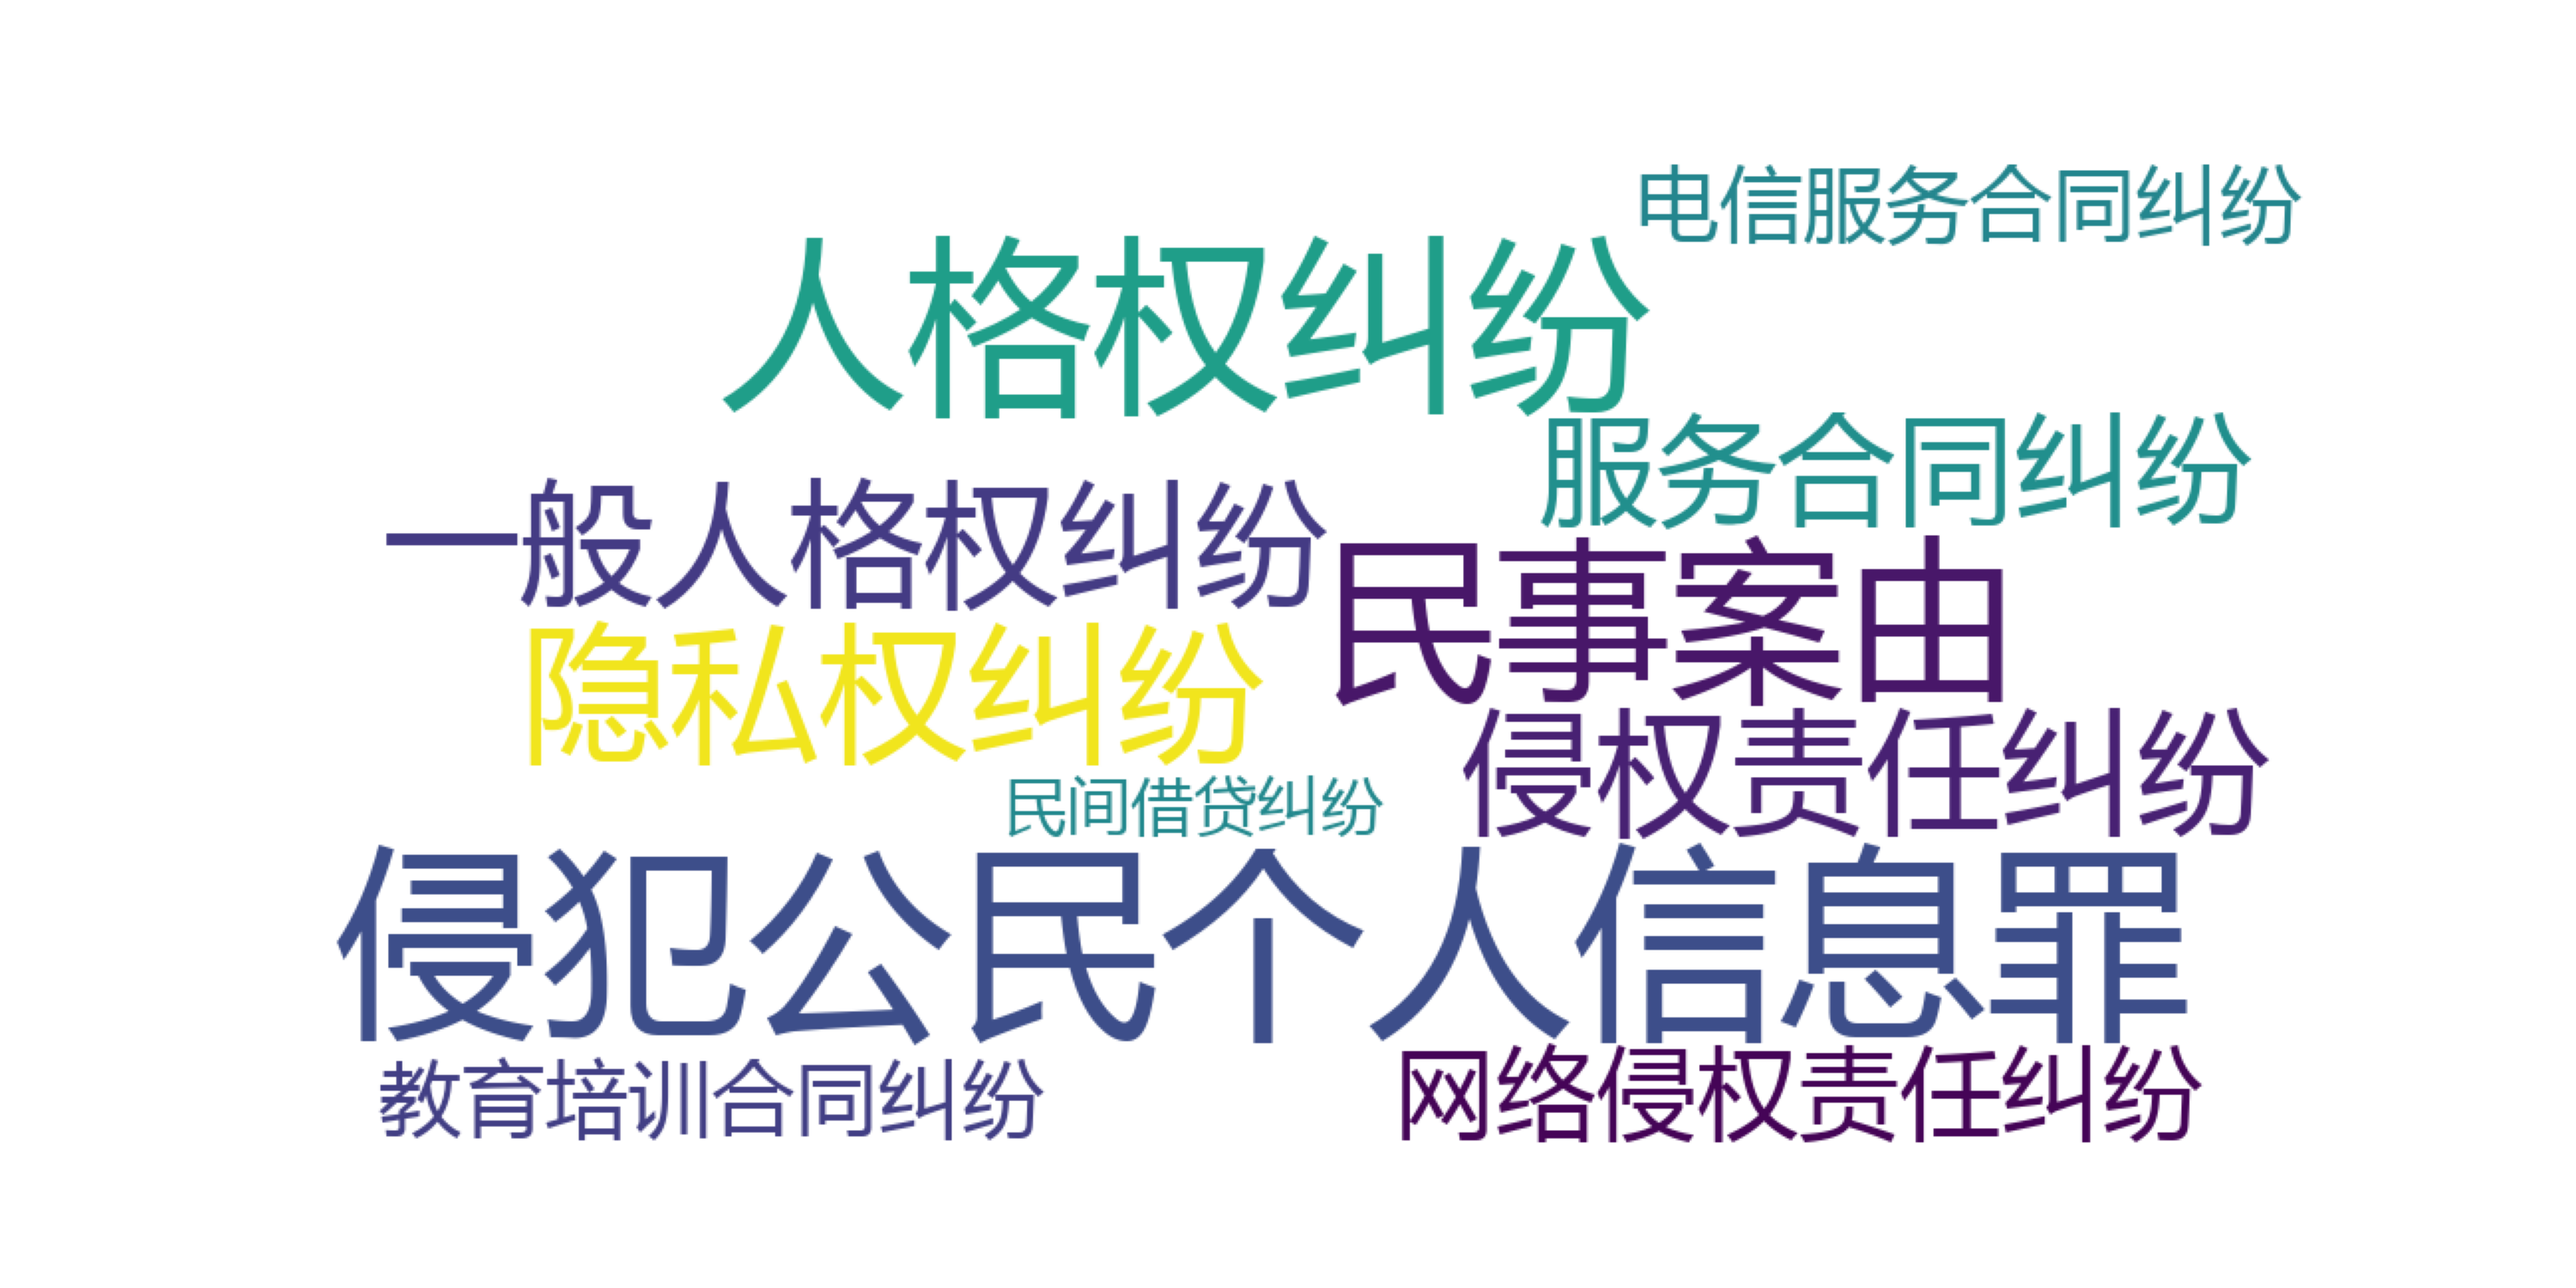 电信服务合同纠纷
人格权纠纷
服务合同纠纷
一般人格权纠纷
民事案由
隐私权纠纷
侵权责任纠纷
民间借贷纠纷
侵犯公民个人信息罪
教育培训合同纠纷
网络侵权责任纠纷